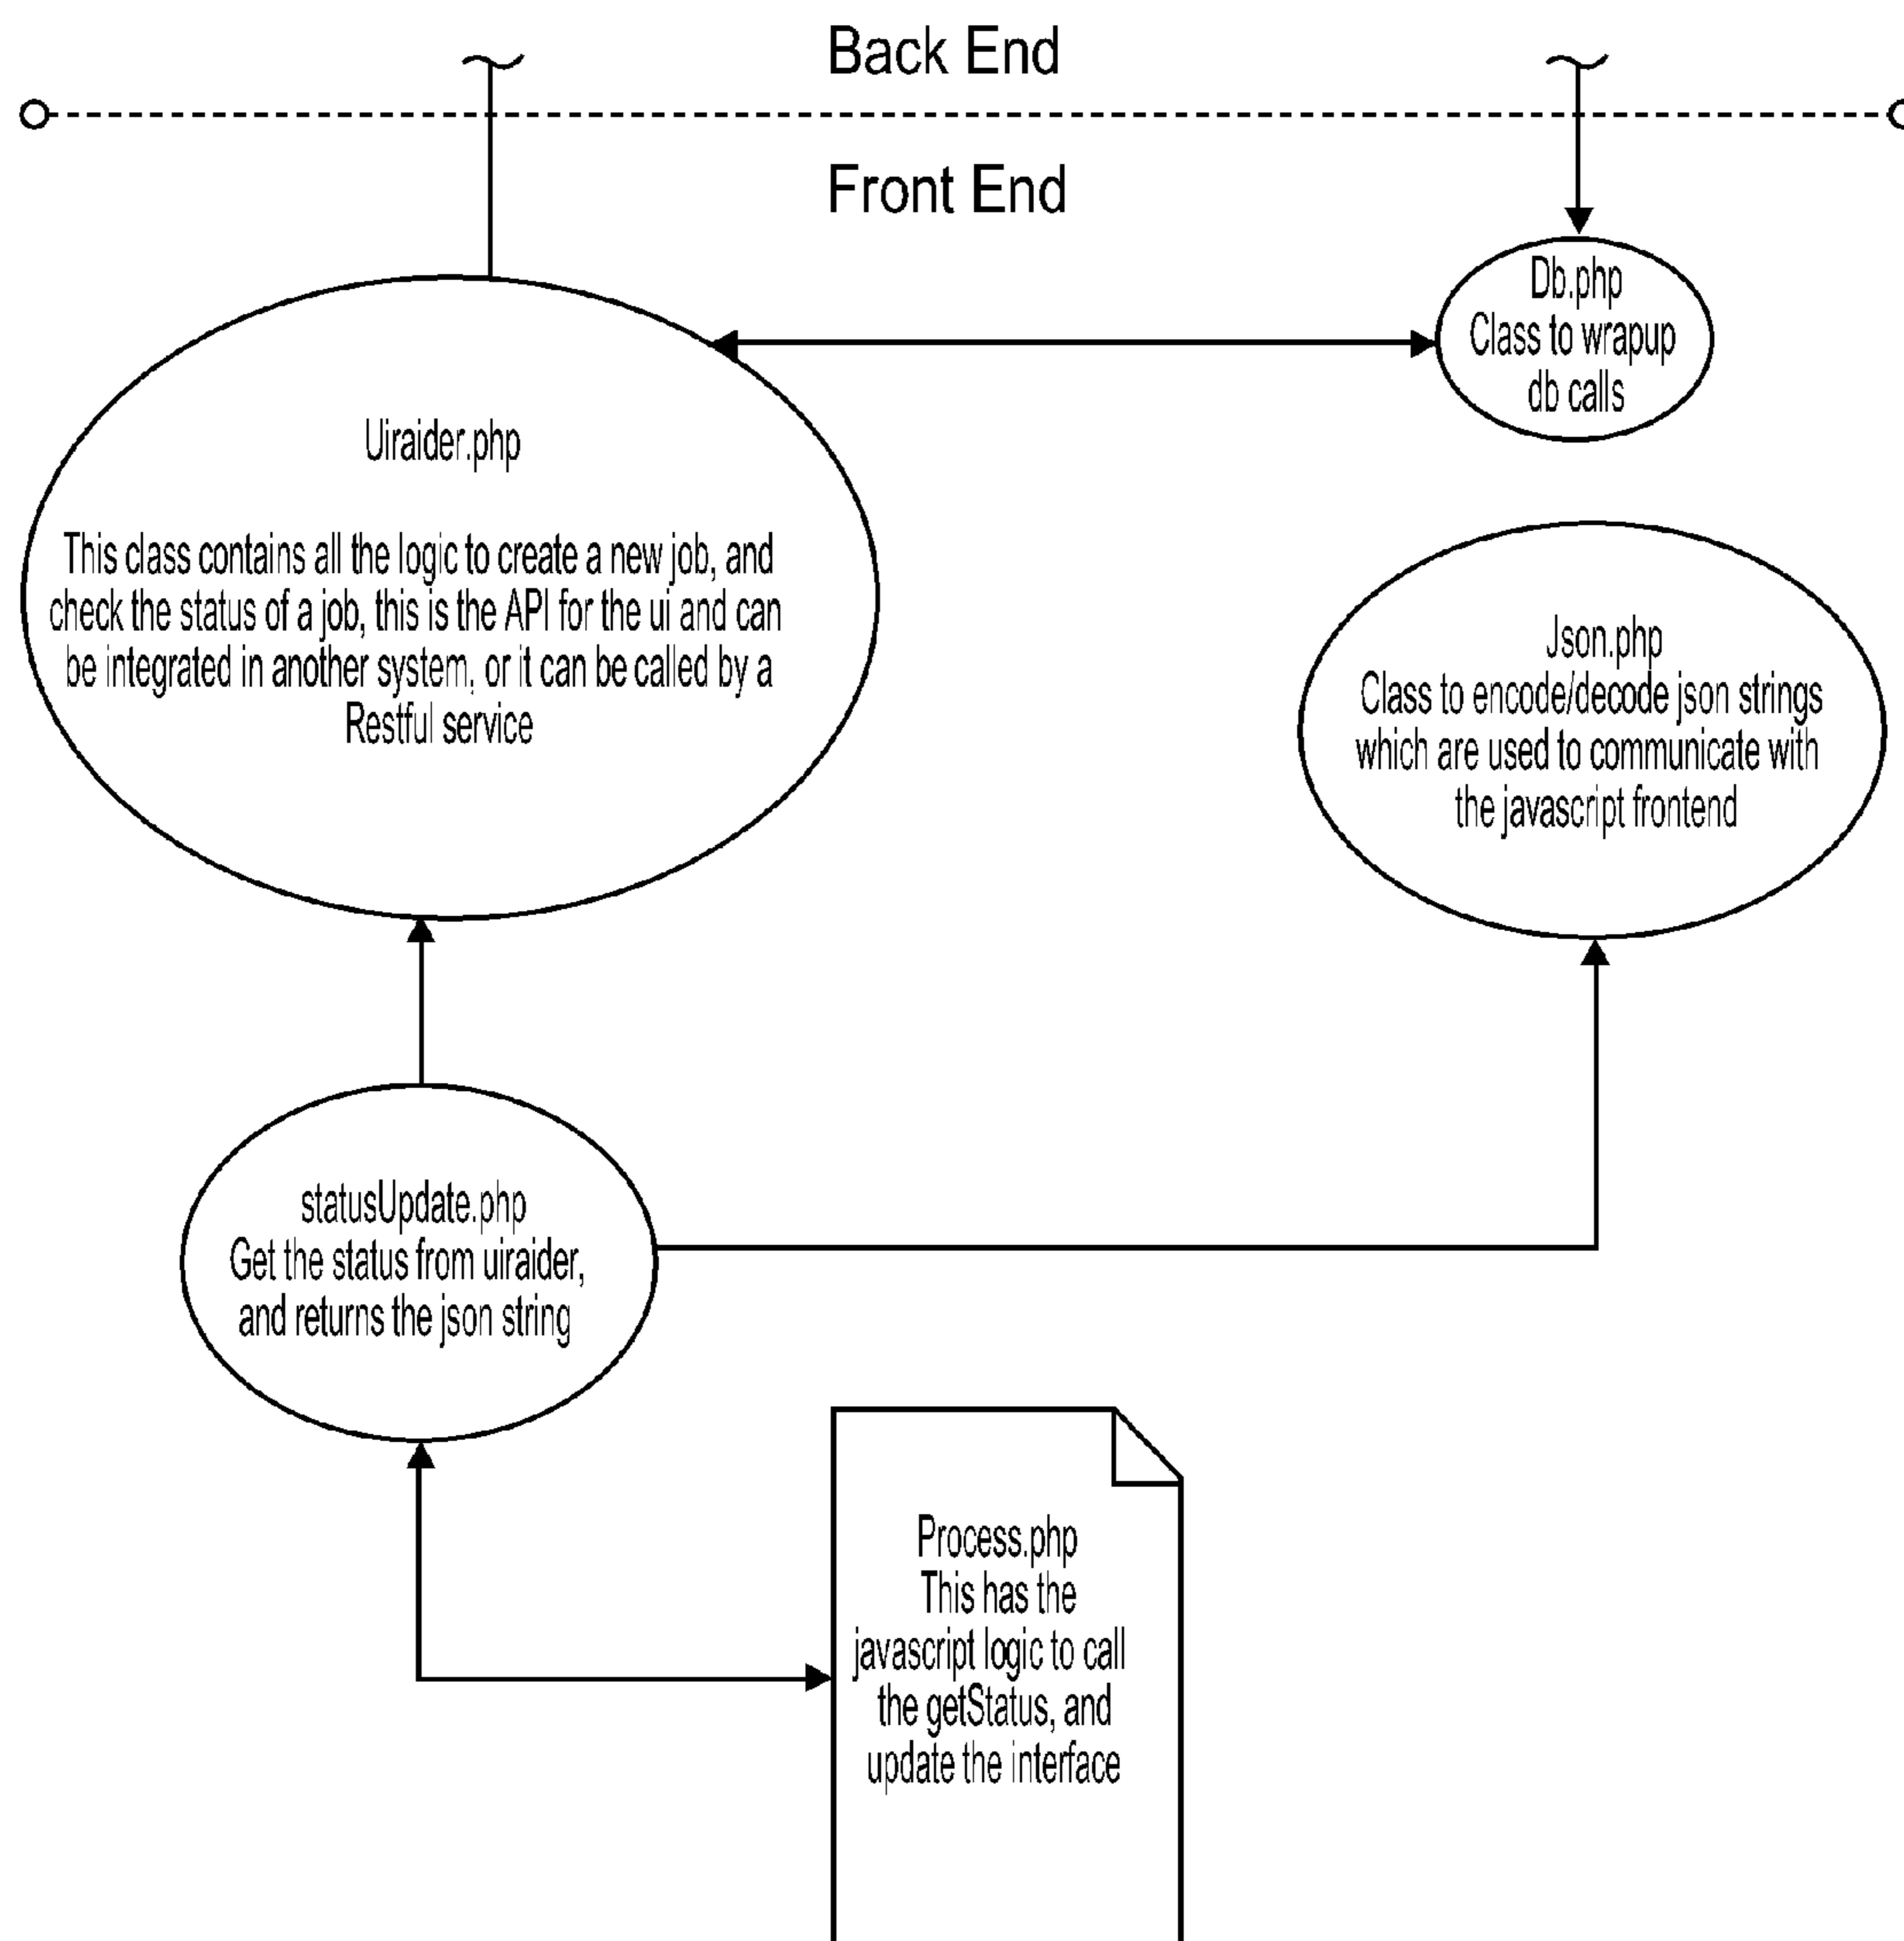 Back End
Front End
Db.php
Class to wrapup
db calls
Uiraider.php
This class contains all the logic to create a new job, and
check the status of a job, this is the API for the ui and can
be integrated in another system, or it can be called by a
Restful service
Json.php
Class to encode/decode json strings
which are used to communicate with
the javascript frontend
statusUpdate.php
Get the status from uiraider,
and returns the json string
Process.php
This has the
javascript logic to call
the getStatus, and
update the interface